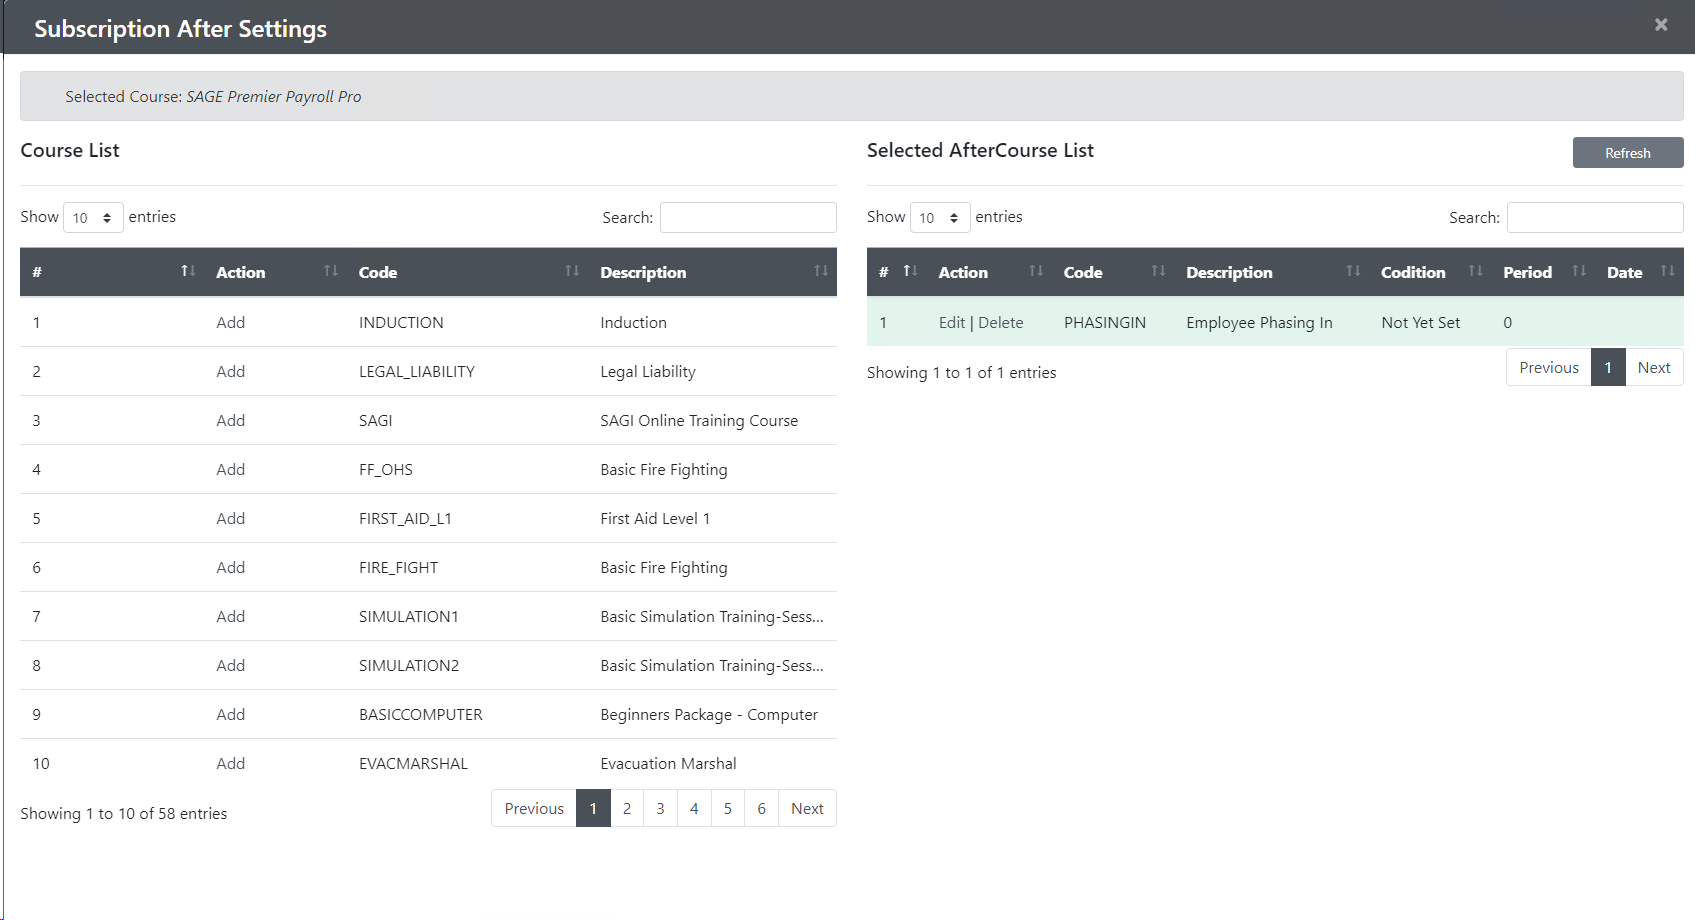 Subscription After Settings
×
Selected Course: SAGE Premier Payroll Pro
Course List
Show 10 entries
Search:
# Action Code Description
1 Add INDUCTION Induction
2 Add LEGAL_LIABILITY Legal Liability
3 Add SAGI SAGI Online Training Course
4 Add FF_OHS Basic Fire Fighting
5 Add FIRST_AID_L1 First Aid Level 1
6 Add FIRE_FIGHT Basic Fire Fighting
7 Add SIMULATION1 Basic Simulation Training-Sess...
8 Add SIMULATION2 Basic Simulation Training-Sess...
9 Add BASICCOMPUTER Beginners Package - Computer
10 Add EVACMARSHAL Evacuation Marshal
Showing 1 to 10 of 58 entries
Previous 1 2 3 4 5 6 Next
Selected AfterCourse List
Refresh
Show 10 entries
Search:
# Action Code Description Codition Period Date
1 Edit | Delete PHASINGIN Employee Phasing In Not Yet Set 0
Showing 1 to 1 of 1 entries
Previous 1 Next